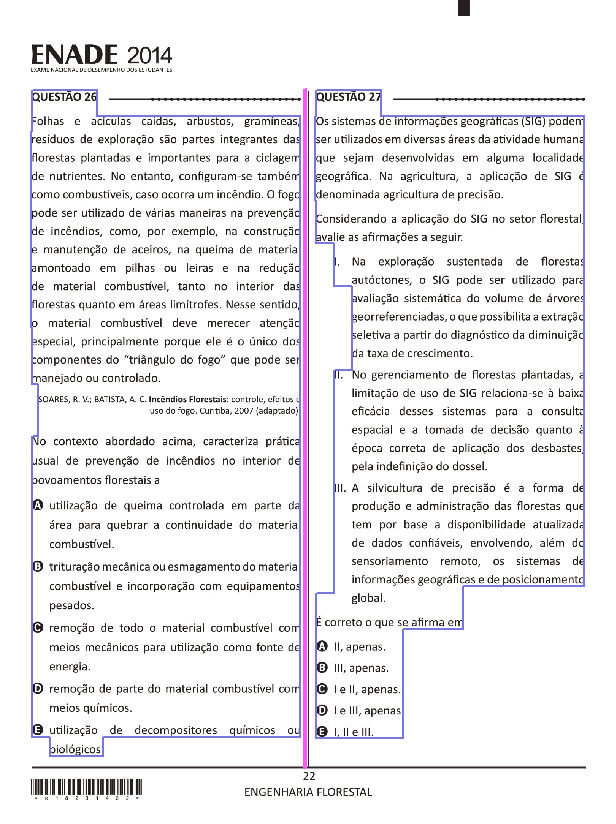 ENADE 2014
EXAME NACIONAL DE DESEMPENHO DOS ESTUDANTES
QUESTÃO 26
Folhas e acículas caídas, arbustos, gramíneas,
resíduos de exploração são partes integrantes das
florestas plantadas e importantes para a ciclagem
de nutrientes. No entanto, configuram-se também
como combustíveis, caso ocorra um incêndio. O fogo
pode ser utilizado de várias maneiras na prevenção
de incêndios, como, por exemplo, na construção
e manutenção de aceiros, na queima de material
amontoado em pilhas ou leiras e na redução
de material combustível, tanto no interior das
florestas quanto em áreas limítrofes. Nesse sentido,
o material combustível deve merecer atenção
especial, principalmente porque ele é o único dos
componentes do “triângulo do fogo” que pode ser
manejado ou controlado.
SOARES, R. V.; BATISTA, A. C. Incêndios Florestais: controle, efeitos e
uso do fogo. Curitiba, 2007 (adaptado).
No contexto abordado acima, caracteriza prática
usual de prevenção de incêndios no interior de
povoamentos florestais a
A utilização de queima controlada em parte da
área para quebrar a continuidade do material
combustível.
B trituração mecânica ou esmagamento do material
combustível e incorporação com equipamentos
pesados.
C remoção de todo o material combustível com
meios mecânicos para utilização como fonte de
energia.
D remoção de parte do material combustível com
meios químicos.
E utilização de decompositores químicos ou
biológicos.
QUESTÃO 27
Os sistemas de informações geográficas (SIG) podem
ser utilizados em diversas áreas da atividade humana
que sejam desenvolvidas em alguma localidade
geográfica. Na agricultura, a aplicação de SIG é
denominada agricultura de precisão.
Considerando a aplicação do SIG no setor florestal,
avalie as afirmações a seguir.
I. Na exploração sustentada de florestas
autóctones, o SIG pode ser utilizado para
avaliação sistemática do volume de árvores
georreferenciadas, o que possibilita a extração
seletiva a partir do diagnóstico da diminuição
da taxa de crescimento.
II. No gerenciamento de florestas plantadas, a
limitação de uso de SIG relaciona-se à baixa
eficácia desses sistemas para a consulta
espacial e a tomada de decisão quanto à
época correta de aplicação dos desbastes,
pela indefinição do dossel.
III. A silvicultura de precisão é a forma de
produção e administração das florestas que
tem por base a disponibilidade atualizada
de dados confiáveis, envolvendo, além do
sensoriamento remoto, os sistemas de
informações geográficas e de posicionamento
global.
É correto o que se afirma em
A II, apenas.
B III, apenas.
C I e II, apenas.
D I e III, apenas.
E I, II e III.
22
ENGENHARIA FLORESTAL